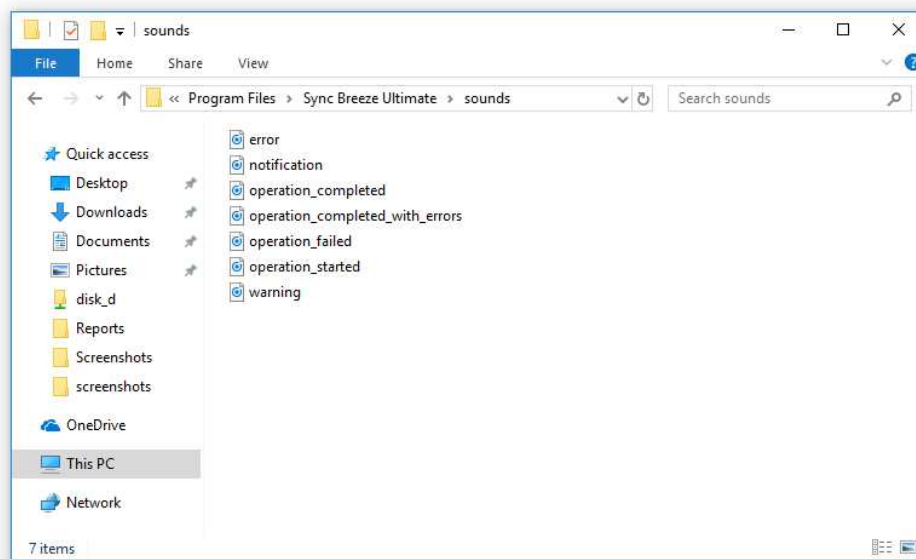 sounds
File Home Share View
« Program Files › Sync Breeze Ultimate › sounds
Search sounds
Quick access
Desktop
Downloads
Documents
Pictures
disk_d
Reports
Screenshots
screenshots
OneDrive
This PC
Network
error
notification
operation_completed
operation_completed_with_errors
operation_failed
operation_started
warning
7 items